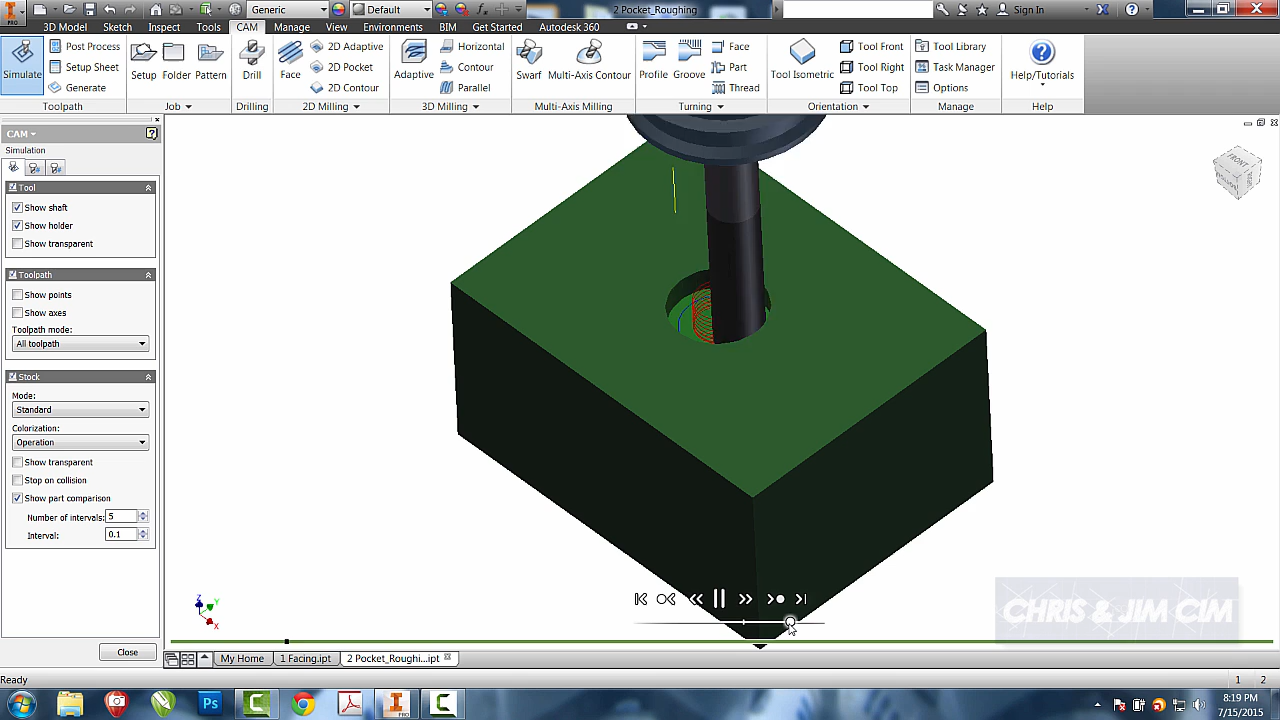 PRO
Generic
Default
2 Pocket_Roughing
Sign In
3D Model Sketch Inspect Tools CAM Manage View Environments BIM Get Started Autodesk 360
Simulate
Post Process
Setup Sheet
Generate
Toolpath
Setup Folder Pattern
Job
Drill
Drilling
Face
2D Adaptive
2D Pocket
2D Contour
2D Milling
Adaptive
Horizontal
Contour
Parallel
3D Milling
Swarf Multi-Axis Contour
Multi-Axis Milling
Profile Groove
Face
Part
Thread
Turning
Tool Isometric
Tool Front
Tool Right
Tool Top
Orientation
Tool Library
Task Manager
Options
Manage
Help/Tutorials
Help
CAM
Simulation
Tool
Show shaft
Show holder
Show transparent
Toolpath
Show points
Show axes
Toolpath mode:
All toolpath
Stock
Mode:
Standard
Colorization:
Operation
Show transparent
Stop on collision
Show part comparison
Number of intervals: 5
Interval: 0.1
Close
FRONT
Z Y
X
CHRIS & JIM CIM
My Home 1 Facing.ipt 2 Pocket_Roughi...ipt
Ready
1 2
Ps
PRO
8:19 PM
7/15/2015